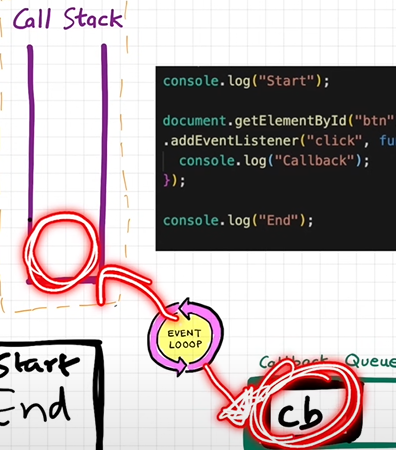 Call Stack
console.log("Start");
document.getElementById("btn"
.addEventListener("click", fu
console.log("Callback");
});
console.log("End");
EVENT
LOOOP
Callback Queue
cb
Start
End